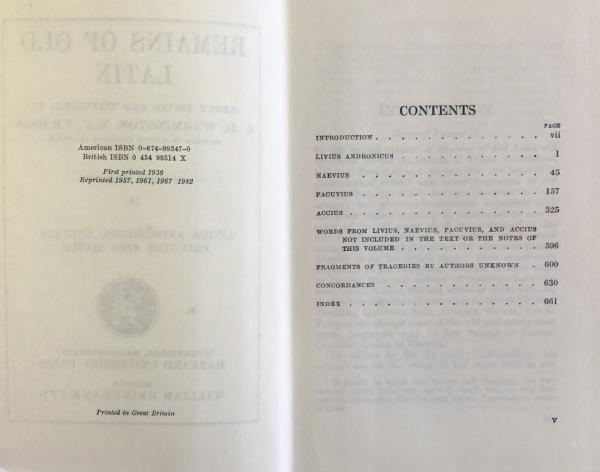 American ISBN 0-674-99347-0
British ISBN 0 434 99314 X
First printed 1936
Reprinted 1957, 1961, 1967 1982
Printed in Great Britain
CONTENTS
PAGE
INTRODUCTION . . . . . . . . . . . . vii
LIVIUS ANDRONICUS . . . . . . . . . . . 1
NAEVIUS . . . . . . . . . . . . . 45
PACUVIUS . . . . . . . . . . . . . 157
ACCIUS . . . . . . . . . . . . . . 325
WORDS FROM LIVIUS, NAEVIUS, PACUVIUS, AND ACCIUS
NOT INCLUDED IN THE TEXT OR THE NOTES OF
THIS VOLUME . . . . . . . . . . . 596
FRAGMENTS OF TRAGEDIES BY AUTHORS UNKNOWN . 600
CONCORDANCES . . . . . . . . . . . 630
INDEX . . . . . . . . . . . . . . 661
v